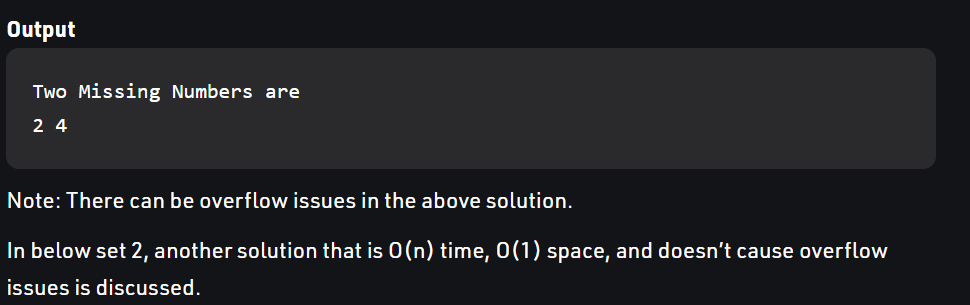 Output
Two Missing Numbers are
2 4
Note: There can be overflow issues in the above solution.
In below set 2, another solution that is O(n) time, O(1) space, and doesn’t cause overflow
issues is discussed.